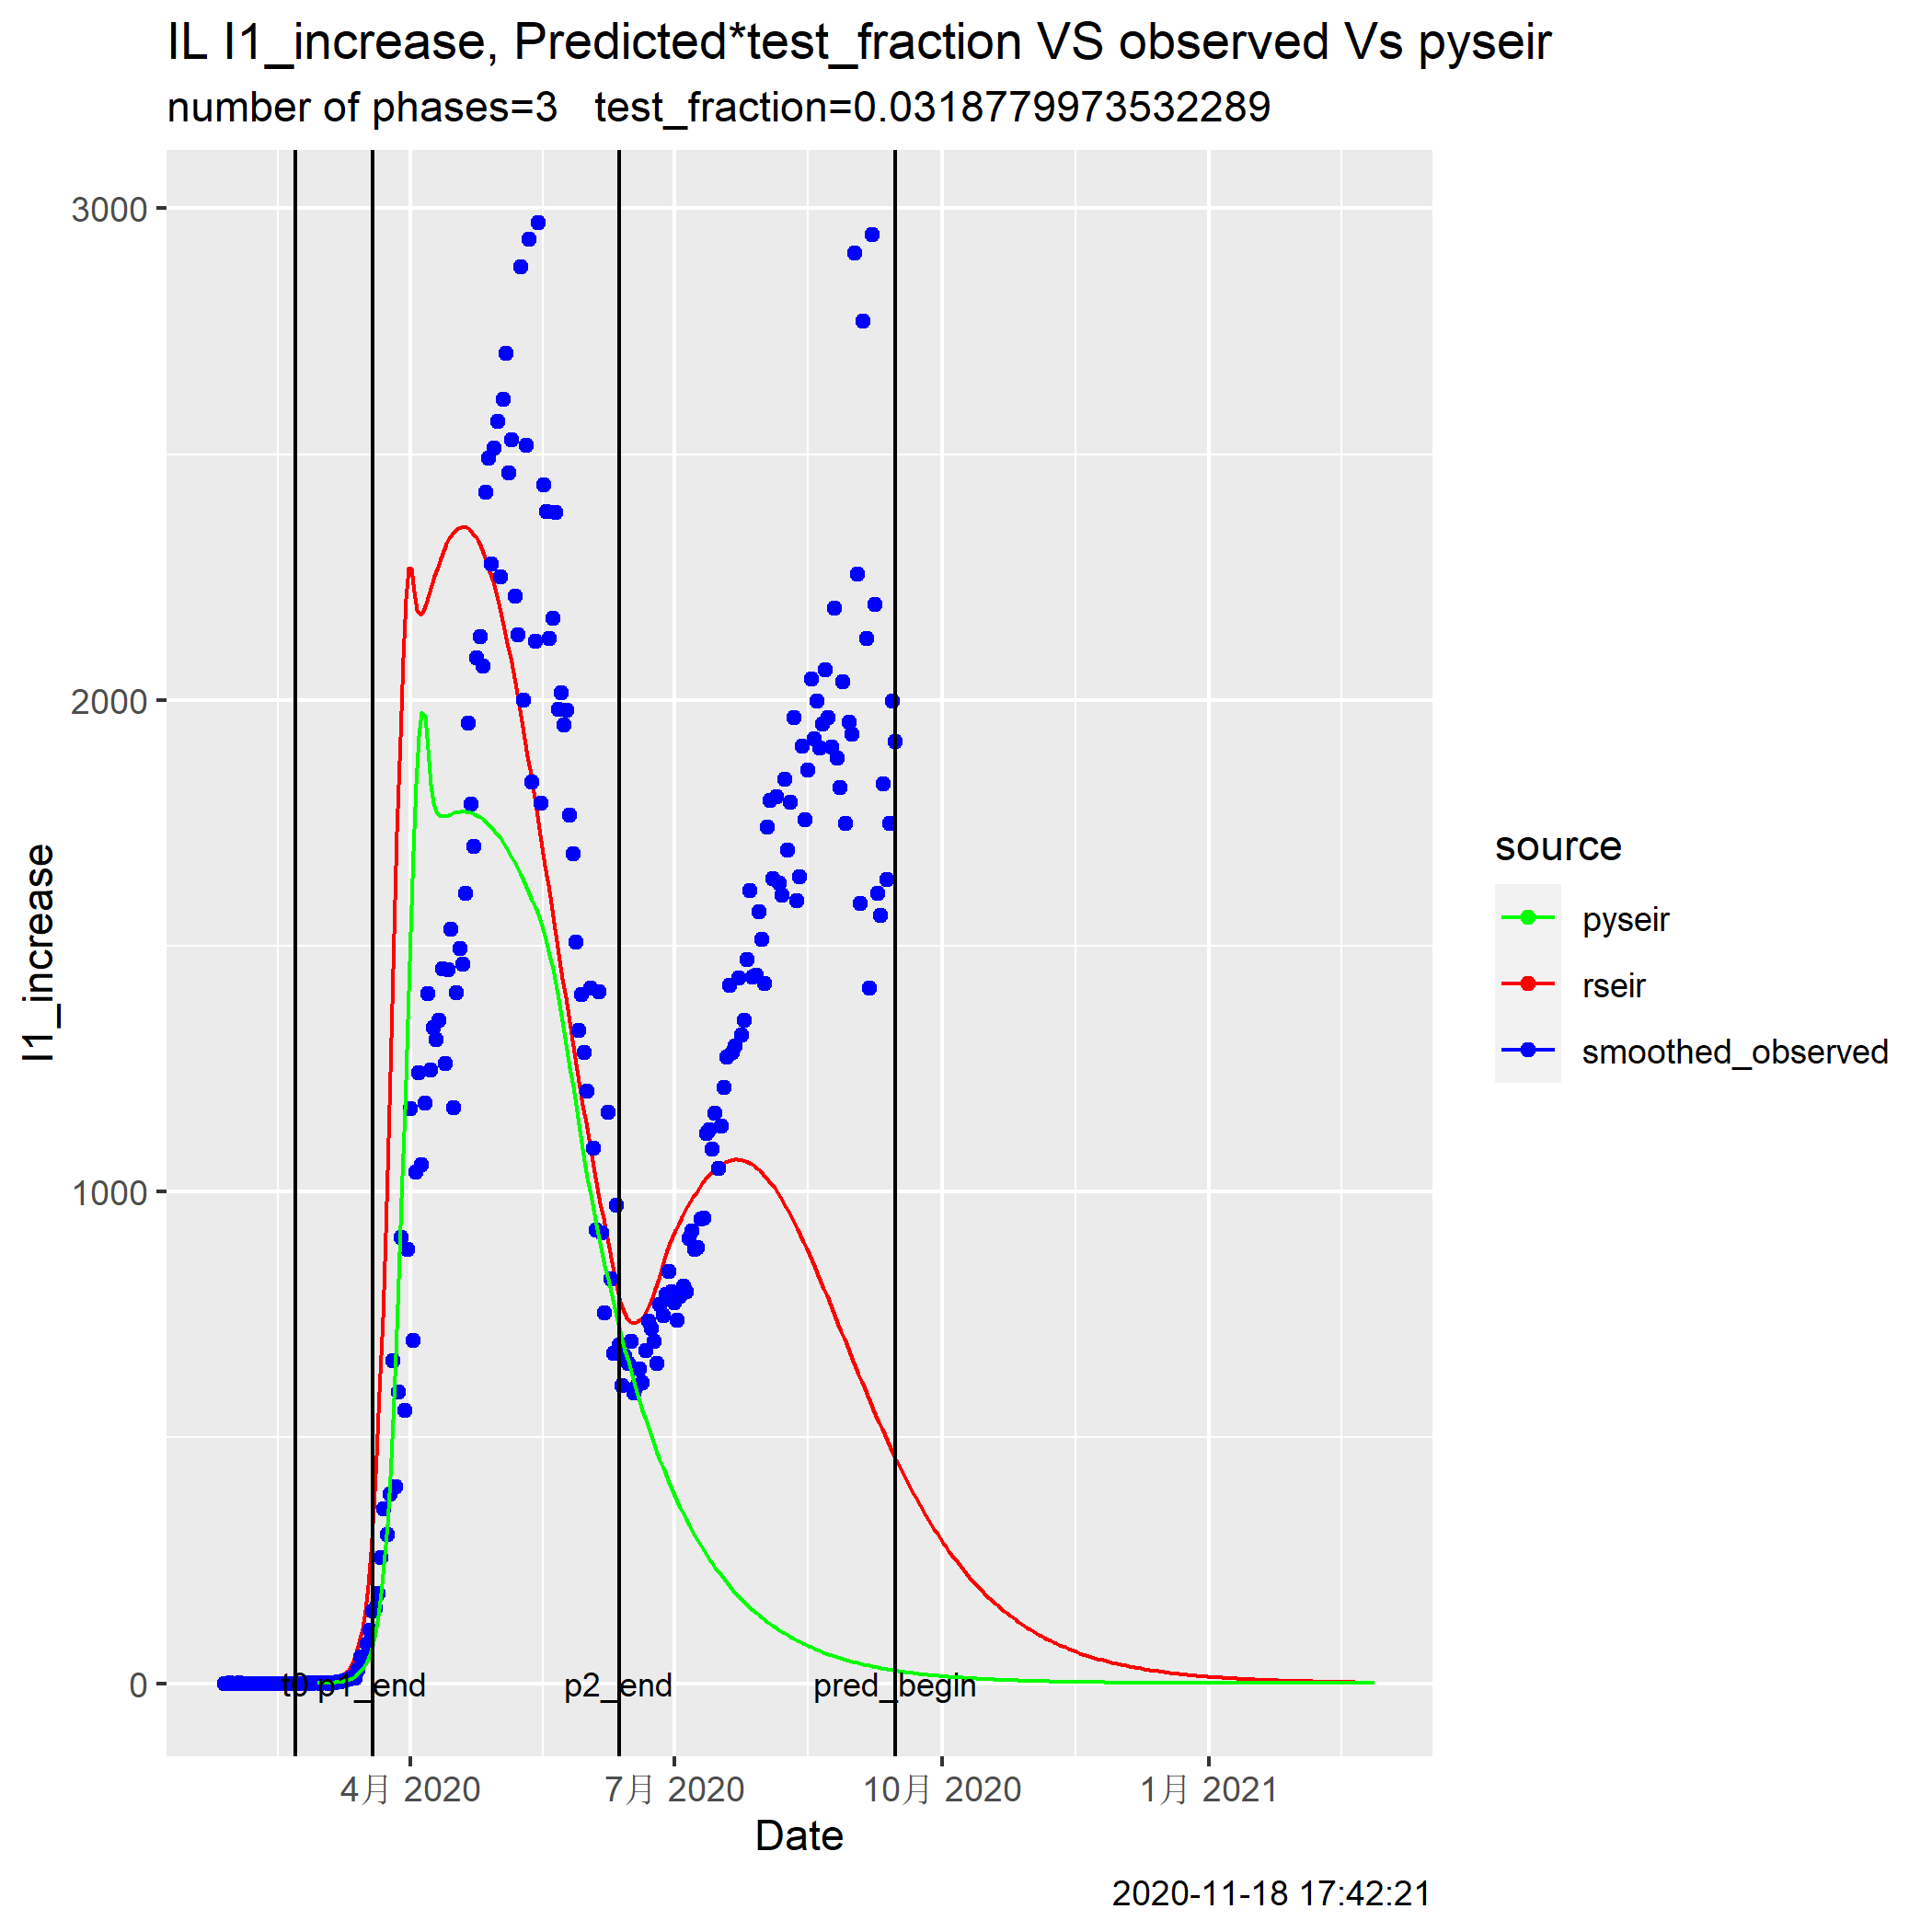 IL I1_increase, Predicted*test_fraction VS observed Vs pyseir
number of phases=3   test_fraction=0.0318779973532289
3000
2000
1000
0
I1_increase
t0 p1_end p2_end pred_begin
4月 2020 7月 2020 10月 2020 1月 2021
Date
source
pyseir
rseir
smoothed_observed
2020-11-18 17:42:21